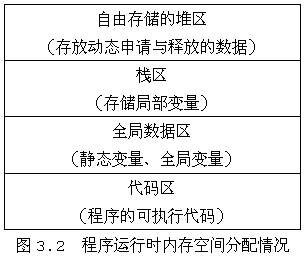 自由存储的堆区
（存放动态申请与释放的数据）
栈区
（存储局部变量）
全局数据区
（静态变量、全局变量）
代码区
（程序的可执行代码）
图 3.2 程序运行时内存空间分配情况